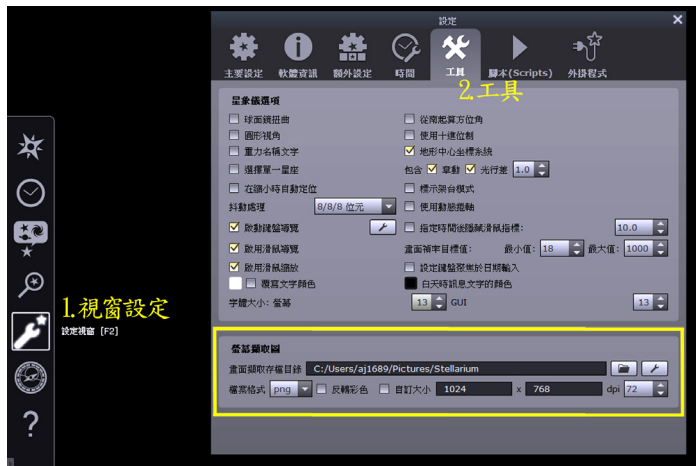 設定
主要設定 軟體資訊 額外設定 時間 工具 腳本(Scripts) 外掛程式
2.工具
星象儀選項
球面鏡扭曲 從南起算方位角
圓形視角 使用十進位制
重力名稱文字 地形中心坐標系統
選擇單一星座 包含 章動 光行差 1.0
在縮小時自動定位 標示架台模式
抖動處理 8/8/8 位元 使用動態捲軸
啟動鍵盤導覽 指定時間後隱藏滑鼠指標: 10.0
啟用滑鼠導覽 畫面禎率目標值: 最小值: 18 最大值: 1000
啟用滑鼠縮放 設定鍵盤聚焦於日期輸入
覆寫文字顏色 白天時訊息文字的顏色
字體大小: 螢幕 13 GUI 13
1.視窗設定
設定視窗 [F2]
螢幕擷取圖
畫面擷取存檔目錄 C:/Users/aj1689/Pictures/Stellarium
檔案格式 png 反轉彩色 自訂大小 1024 x 768 dpi 72
?